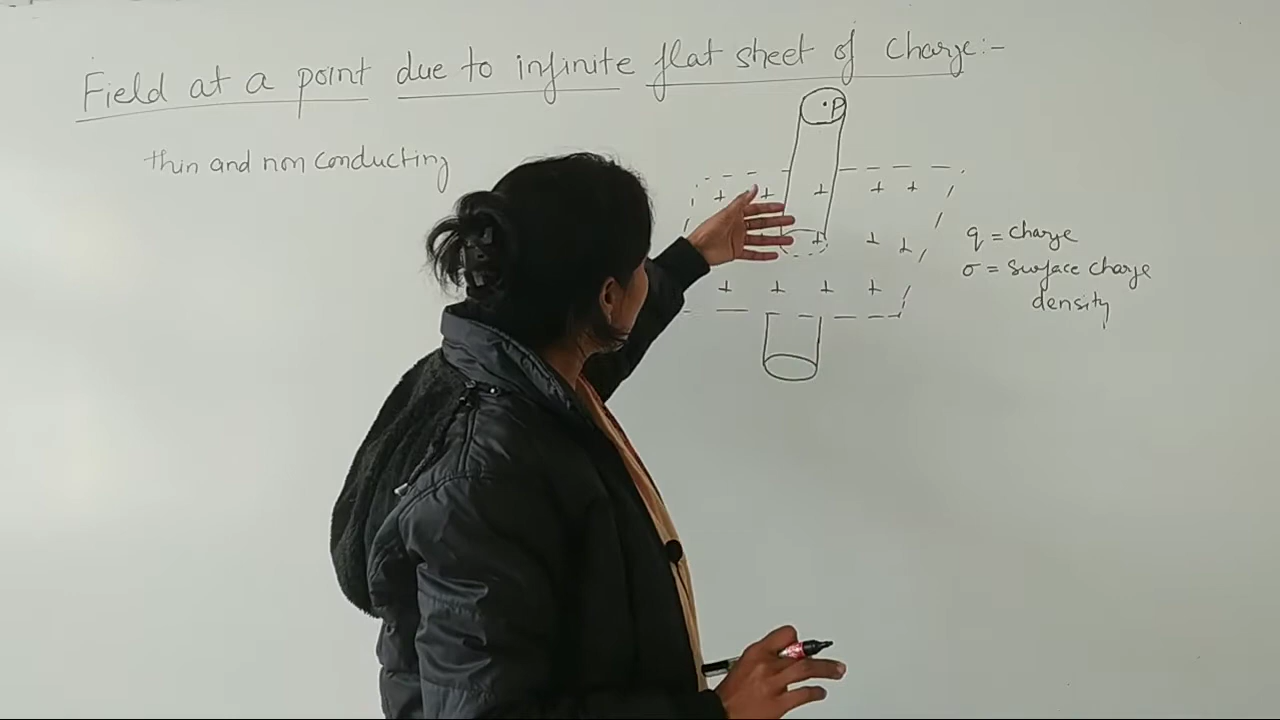 Field at a point due to infinite flat sheet of charge:-
thin and non conducting
P
+ + + + +
+ + +
+ + + +
q = charge
σ = surface charge
density